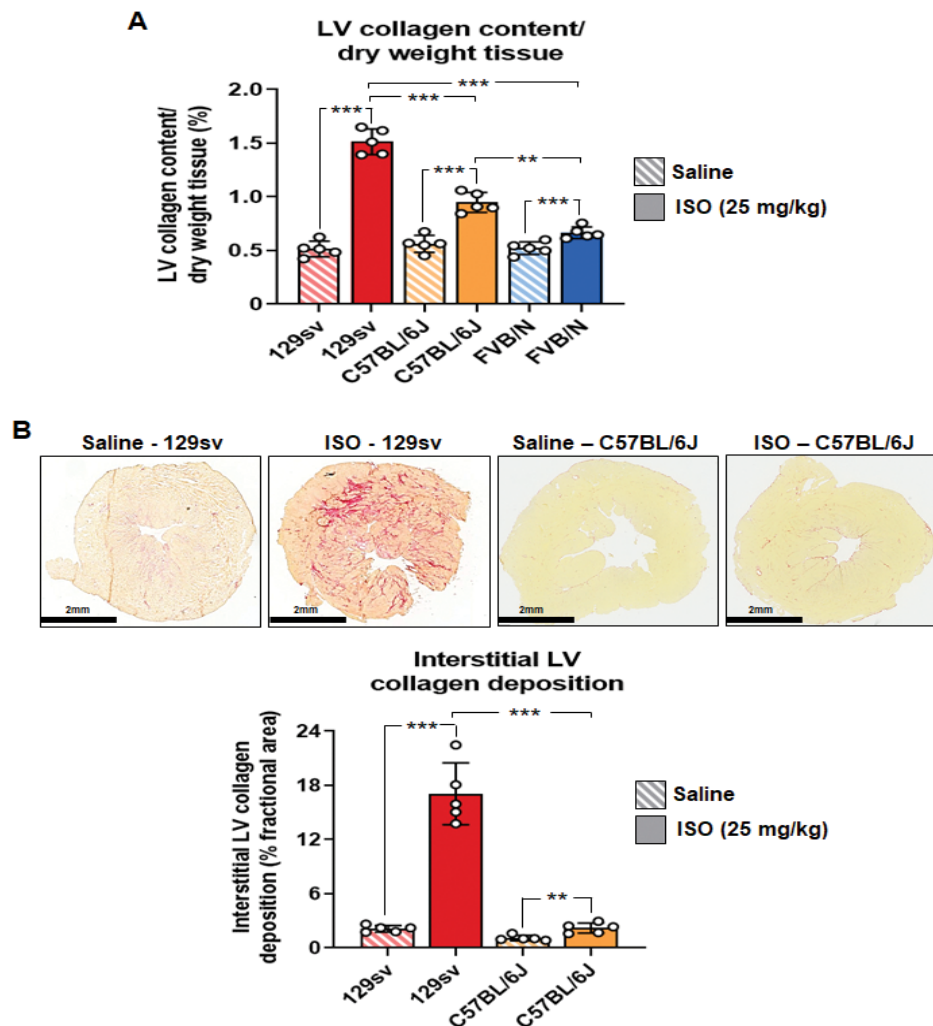 A
LV collagen content/
dry weight tissue
LV collagen content/
dry weight tissue (%)
2.0
1.5
1.0
0.5
0
***
***
***
***
**
***
129sv
129sv
C57BL/6J
C57BL/6J
FVB/N
FVB/N
Saline
ISO (25 mg/kg)
B
Saline - 129sv
ISO - 129sv
Saline – C57BL/6J
ISO – C57BL/6J
2mm
2mm
2mm
2mm
Interstitial LV
collagen deposition
Interstitial LV collagen
deposition (% fractional area)
24
18
12
6
0
***
***
**
129sv
129sv
C57BL/6J
C57BL/6J
Saline
ISO (25 mg/kg)